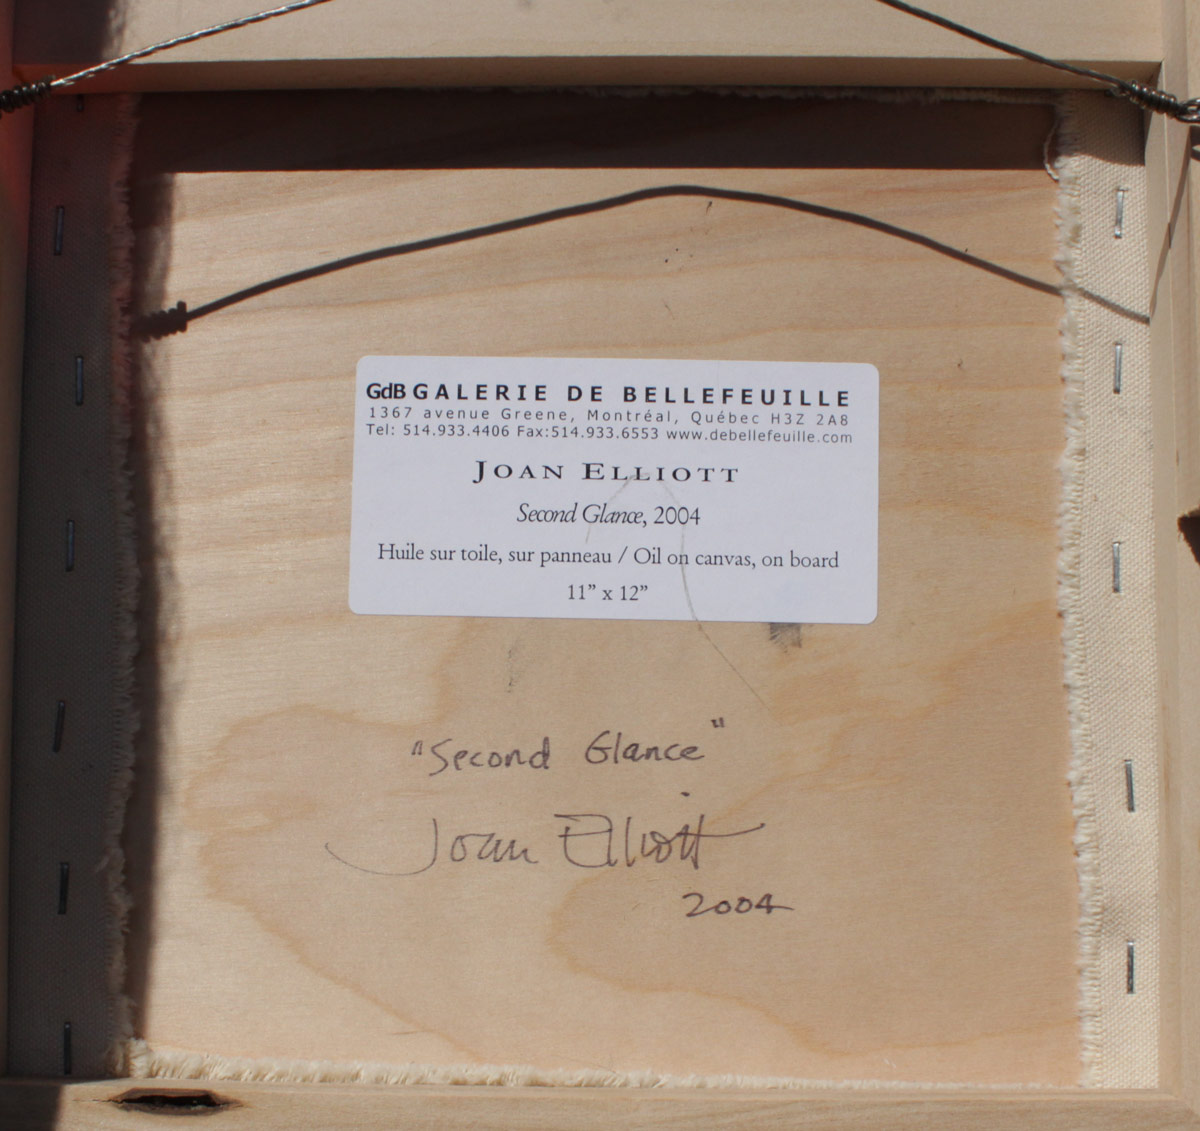 GdB GALERIE DE BELLEFEUILLE
1367 avenue Greene, Montréal, Québec H3Z 2A8
Tel: 514.933.4406 Fax:514.933.6553 www.debellefeuille.com
JOAN ELLIOTT
Second Glance, 2004
Huile sur toile, sur panneau / Oil on canvas, on board
11” x 12”
"Second Glance"
Joan Elliott
2004